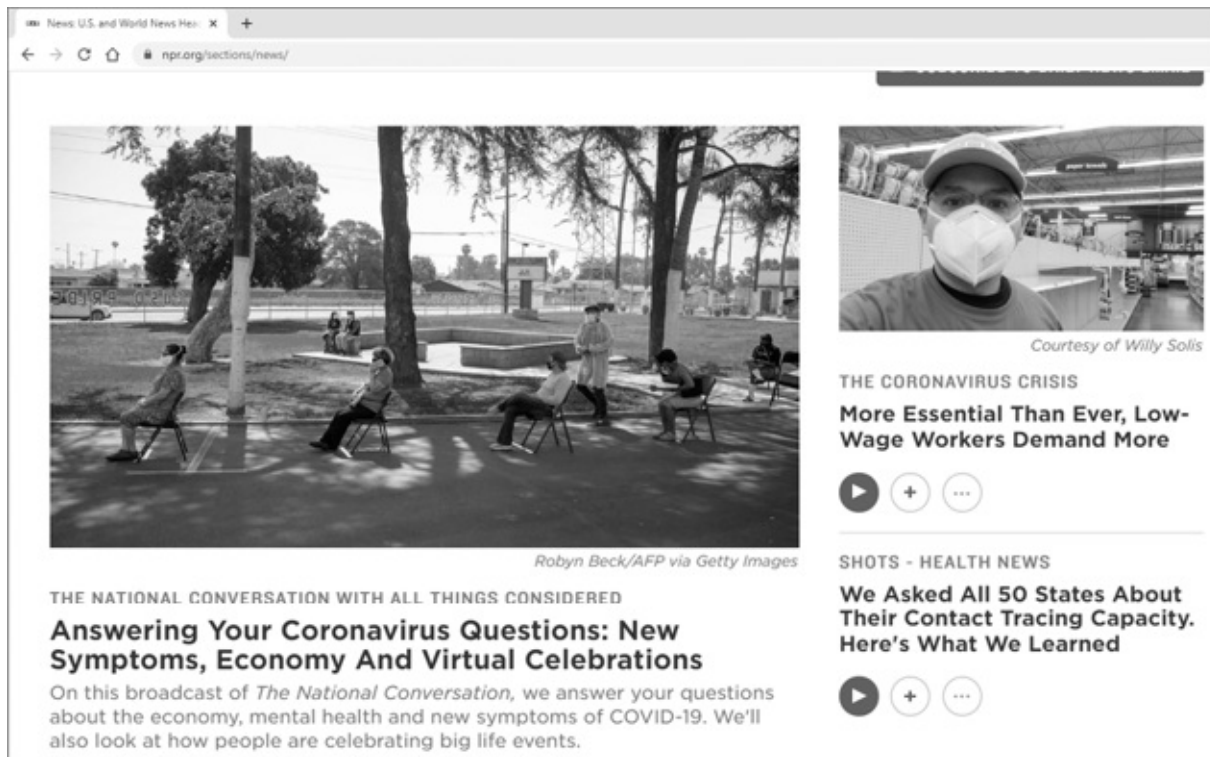 News: U.S. and World News Hea
npr.org/sections/news/
paper towels
Robyn Beck/AFP via Getty Images
THE NATIONAL CONVERSATION WITH ALL THINGS CONSIDERED
Answering Your Coronavirus Questions: New
Symptoms, Economy And Virtual Celebrations
On this broadcast of The National Conversation, we answer your questions
about the economy, mental health and new symptoms of COVID-19. We'll
also look at how people are celebrating big life events.
Courtesy of Willy Solis
THE CORONAVIRUS CRISIS
More Essential Than Ever, Low-
Wage Workers Demand More
SHOTS - HEALTH NEWS
We Asked All 50 States About
Their Contact Tracing Capacity.
Here's What We Learned